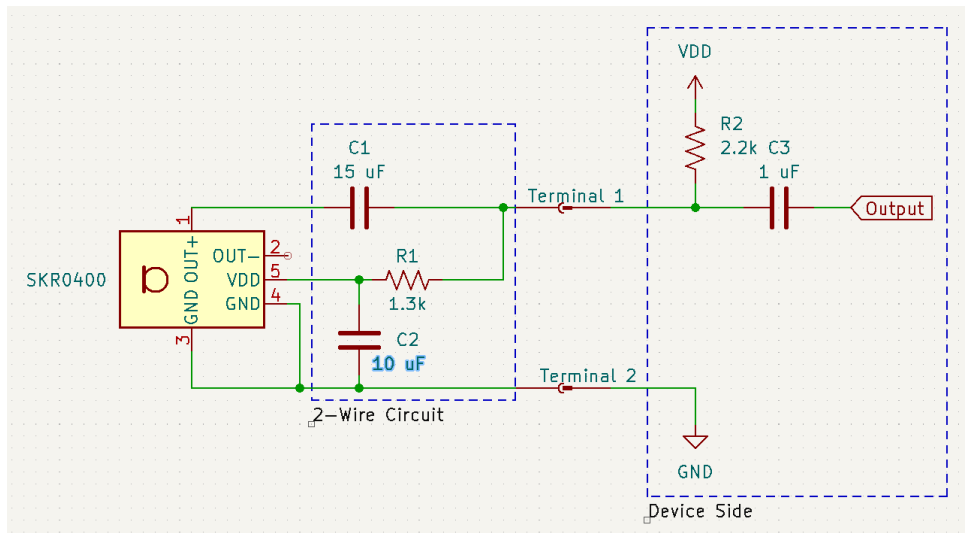 VDD
R2
2.2k
C3
1 uF
C1
15 uF
Terminal 1
Output
1
OUT+
OUT-
2
SKR0400
VDD
5
GND
4
GND
3
R1
1.3k
C2
10 uF
Terminal 2
2-Wire Circuit
GND
Device Side